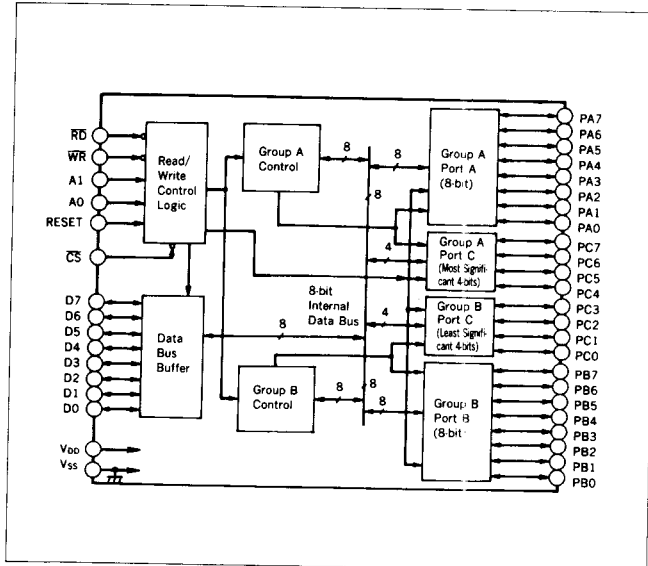 RD
WR
A1
A0
RESET
CS
D7
D6
D5
D4
D3
D2
D1
D0
VDD
VSS
Read/
Write
Control
Logic
Data
Bus
Buffer
Group A
Control
Group B
Control
8
8
8
4
8-bit
Internal
Data Bus
8
4
8
8
8
Group A
Port A
(8-bit)
Group A
Port C
(Most Signifi-
cant 4-bits)
Group B
Port C
(Least Signifi-
cant 4-bits)
Group B
Port B
(8-bit)
PA7
PA6
PA5
PA4
PA3
PA2
PA1
PA0
PC7
PC6
PC5
PC4
PC3
PC2
PC1
PC0
PB7
PB6
PB5
PB4
PB3
PB2
PB1
PB0